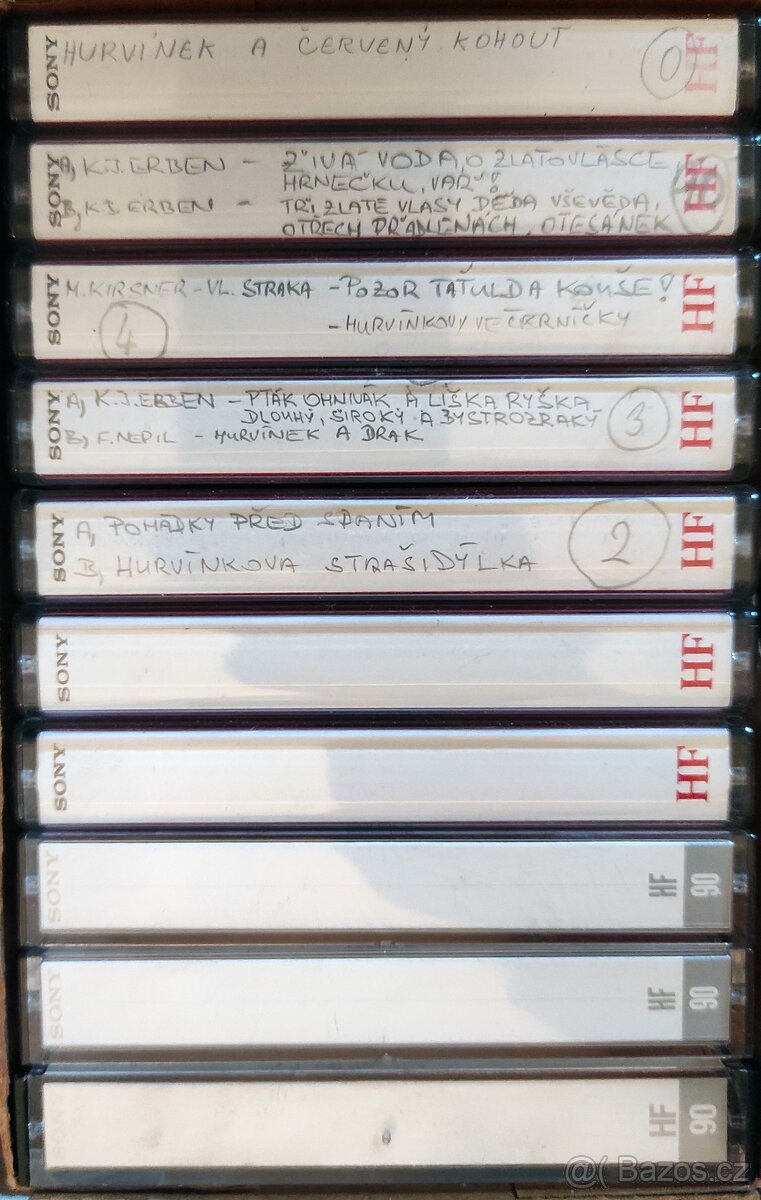 SONY HURVÍNEK A ČERVENÝ KOHOUT 0 HF
SONY A, K.J. ERBEN - ŽIVÁ VODA, O ZLATOVLÁSCE, HF
HRNEČKU, VAŘ!
B, K.J. ERBEN - TŘI ZLATÉ VLASY DĚDA VŠEVĚDA,
O TŘECH PŘADLENÁCH, OTESÁNEK
SONY M. KIRSNER - VL. STRAKA - POZOR TAŤULDA KOUŠE! HF
4 - HURVÍNKOVY VEČERNÍČKY
SONY A, K.J. ERBEN - PTÁK OHNIVÁK A LIŠKA RYŠKA 3 HF
DLOUHÝ, ŠIROKÝ A BYSTROZRAKÝ
B, F. NEPIL - HURVÍNEK A DRAK
SONY A, POHÁDKY PŘED SPANÍM 2 HF
B, HURVÍNKOVA STRAŠIDÝLKA
SONY HF
SONY HF
SONY HF 90
SONY HF 90
SONY HF 90
@( Bazos.cz